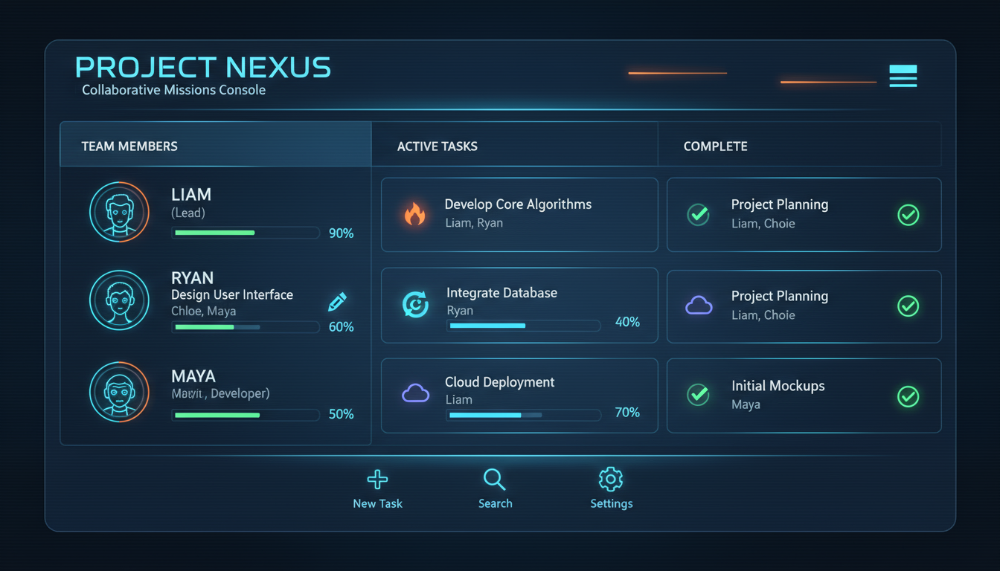 PROJECT NEXUS
Collaborative Missions Console
TEAM MEMBERS
ACTIVE TASKS
COMPLETE
LIAM
(Lead)
90%
RYAN
Design User Interface
Chloe, Maya
60%
MAYA
, Developer)
50%
Develop Core Algorithms
Liam, Ryan
Integrate Database
Ryan
40%
Cloud Deployment
Liam
70%
Project Planning
Liam, Choie
Project Planning
Liam, Choie
Initial Mockups
Maya
New Task
Search
Settings